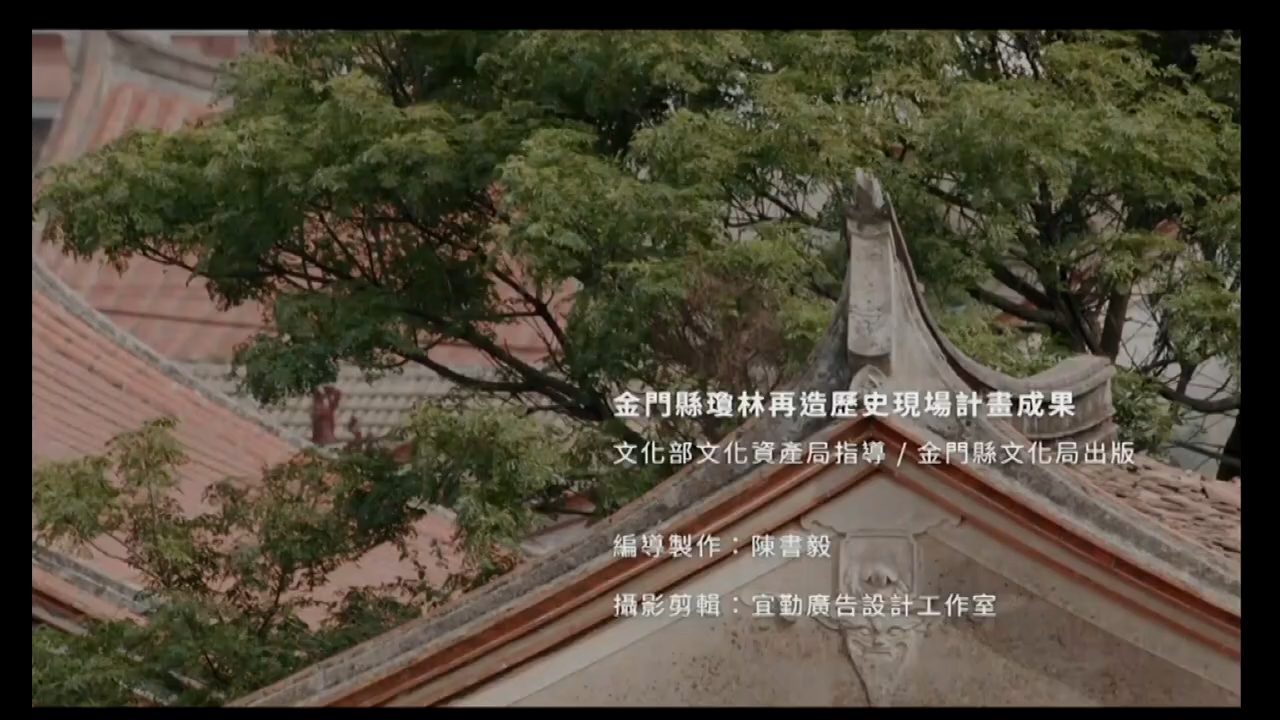 金門縣瓊林再造歷史現場計畫成果
文化部文化資產局指導 / 金門縣文化局出版
編導製作：陳書毅
攝影剪輯：宜勤廣告設計工作室